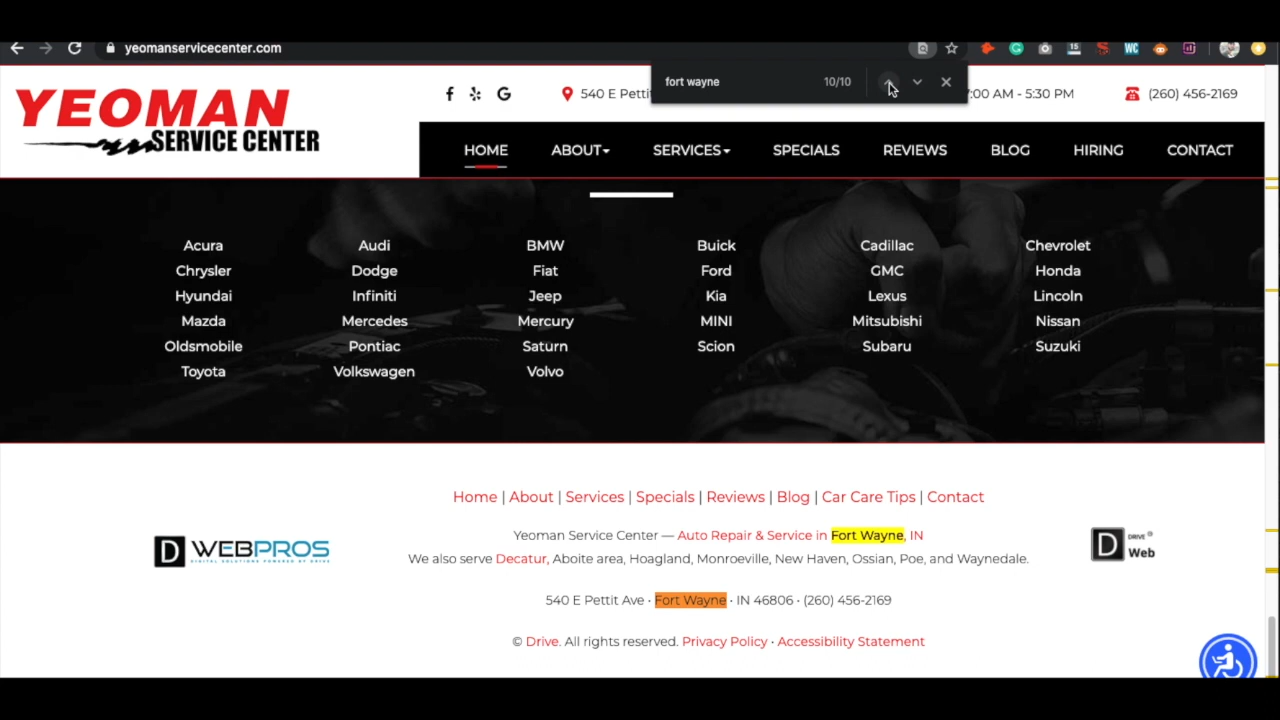 yeomanservicecenter.com
15
WC
fort wayne 10/10
YEOMAN
SERVICE CENTER
540 E Pettit
:00 AM - 5:30 PM
(260) 456-2169
HOME ABOUT SERVICES SPECIALS REVIEWS BLOG HIRING CONTACT
Acura Audi BMW Buick Cadillac Chevrolet
Chrysler Dodge Fiat Ford GMC Honda
Hyundai Infiniti Jeep Kia Lexus Lincoln
Mazda Mercedes Mercury MINI Mitsubishi Nissan
Oldsmobile Pontiac Saturn Scion Subaru Suzuki
Toyota Volkswagen Volvo
Home | About | Services | Specials | Reviews | Blog | Car Care Tips | Contact
D WEBPROS
DIGITAL SOLUTIONS POWERED BY DRIVE
Yeoman Service Center — Auto Repair & Service in Fort Wayne, IN
We also serve Decatur, Aboite area, Hoagland, Monroeville, New Haven, Ossian, Poe, and Waynedale.
D DRIVE
Web
540 E Pettit Ave · Fort Wayne · IN 46806 · (260) 456-2169
© Drive. All rights reserved. Privacy Policy · Accessibility Statement